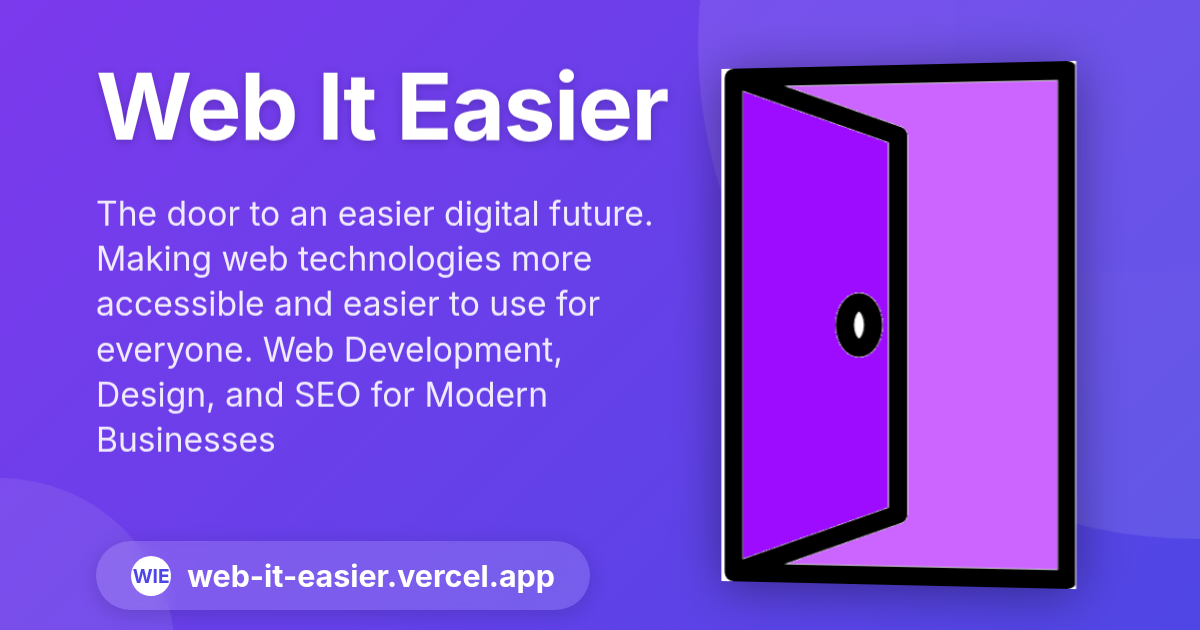 Web It Easier
The door to an easier digital future.
Making web technologies more
accessible and easier to use for
everyone. Web Development,
Design, and SEO for Modern
Businesses
WIE web-it-easier.vercel.app